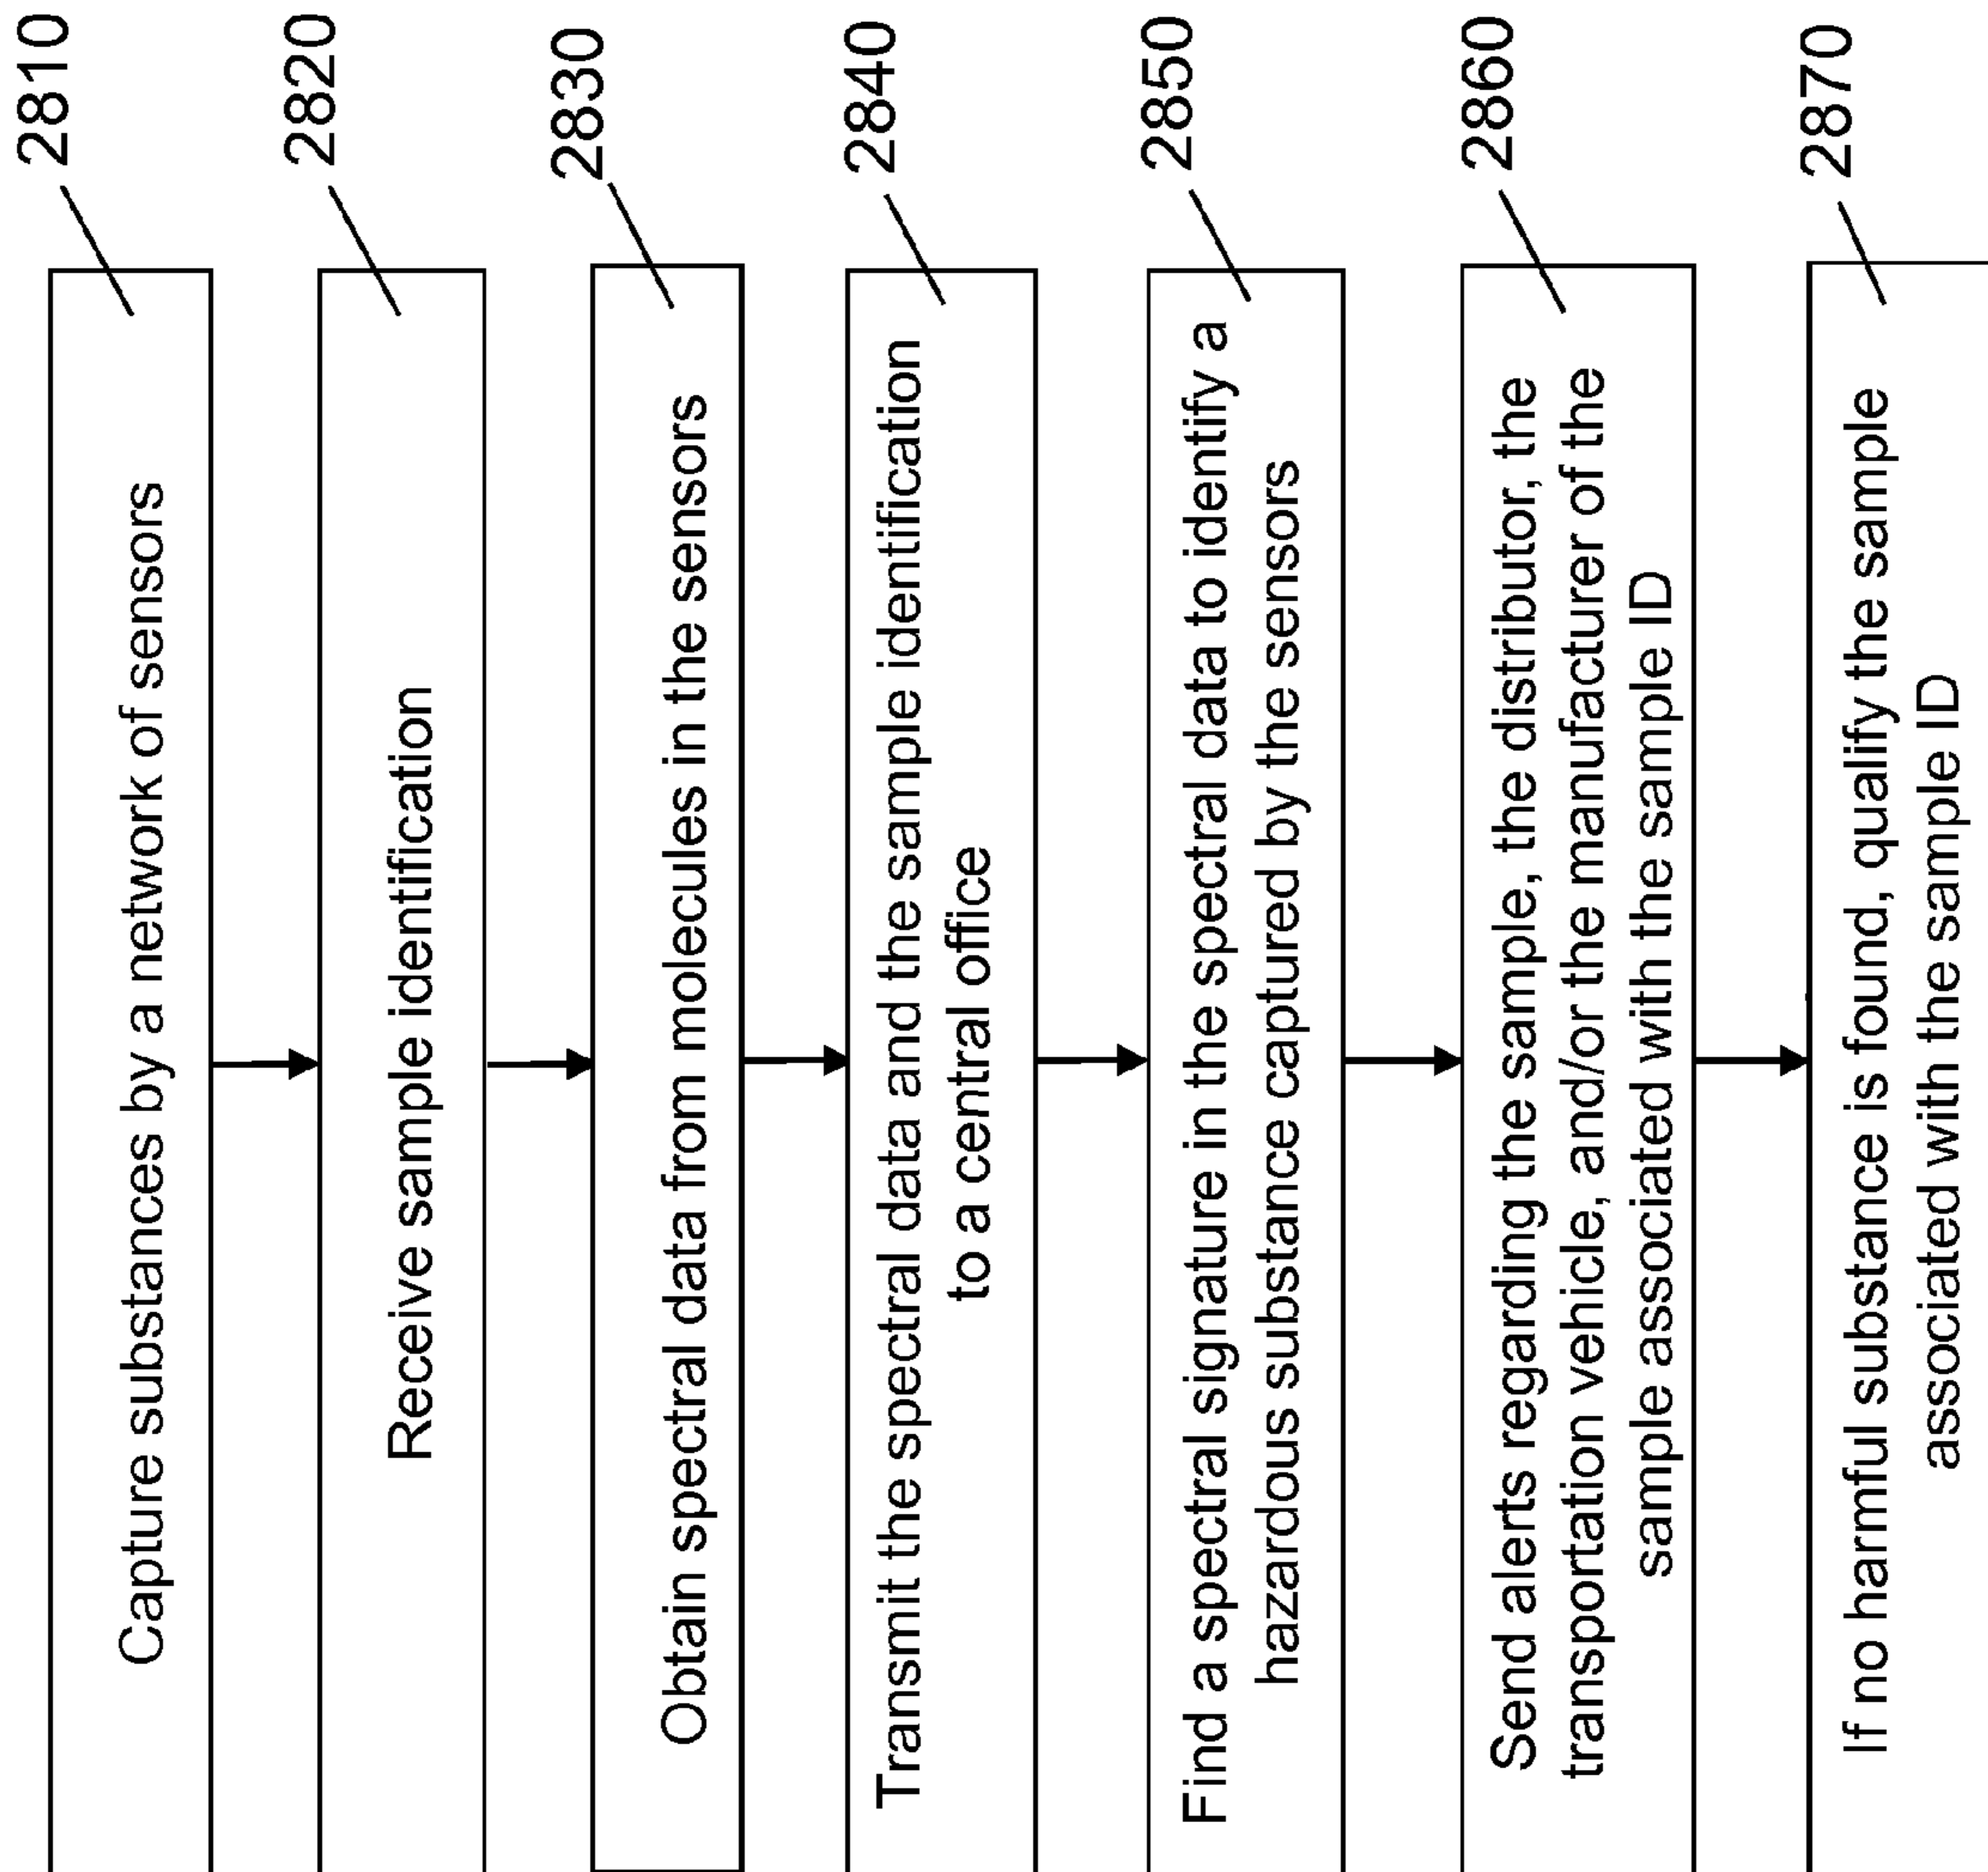 2810
Capture substances by a network of sensors
2820
Receive sample identification
2830
Obtain spectral data from molecules in the sensors
2840
Transmit the spectral data and the sample identification
to a central office
2850
Find a spectral signature in the spectral data to identify a
hazardous substance captured by the sensors
2860
Send alerts regarding the sample, the distributor, the
transportation vehicle, and/or the manufacturer of the
sample associated with the sample ID
2870
If no harmful substance is found, qualify the sample
associated with the sample ID